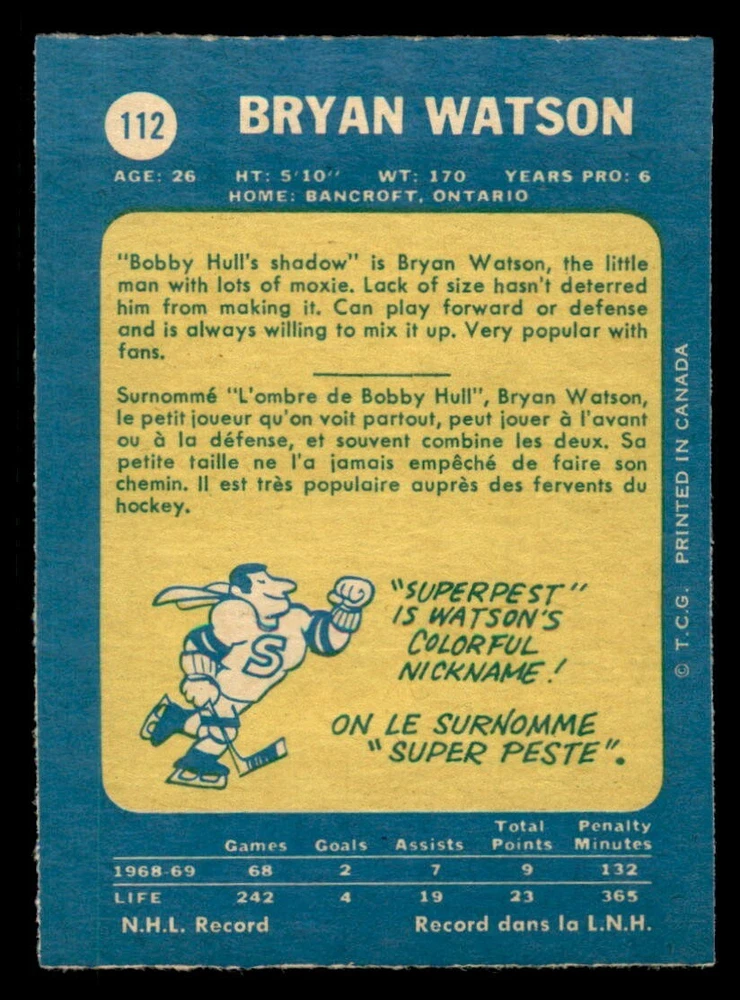 112
BRYAN WATSON
AGE: 26 HT: 5'10'' WT: 170 YEARS PRO: 6
HOME: BANCROFT, ONTARIO
"Bobby Hull's shadow" is Bryan Watson, the little
man with lots of moxie. Lack of size hasn't deterred
him from making it. Can play forward or defense
and is always willing to mix it up. Very popular with
fans.
Surnommé "L'ombre de Bobby Hull", Bryan Watson,
le petit joueur qu'on voit partout, peut jouer à l'avant
ou à la défense, et souvent combine les deux. Sa
petite taille ne l'a jamais empêché de faire son
chemin. Il est très populaire auprès des fervents du
hockey.
S
"SUPERPEST"
IS WATSON'S
COLORFUL
NICKNAME!
ON LE SURNOMME
"SUPER PESTE".
© T.C.G. PRINTED IN CANADA
Games Goals Assists Total Points Penalty Minutes
1968-69 68 2 7 9 132
LIFE 242 4 19 23 365
N.H.L. Record Record dans la L.N.H.